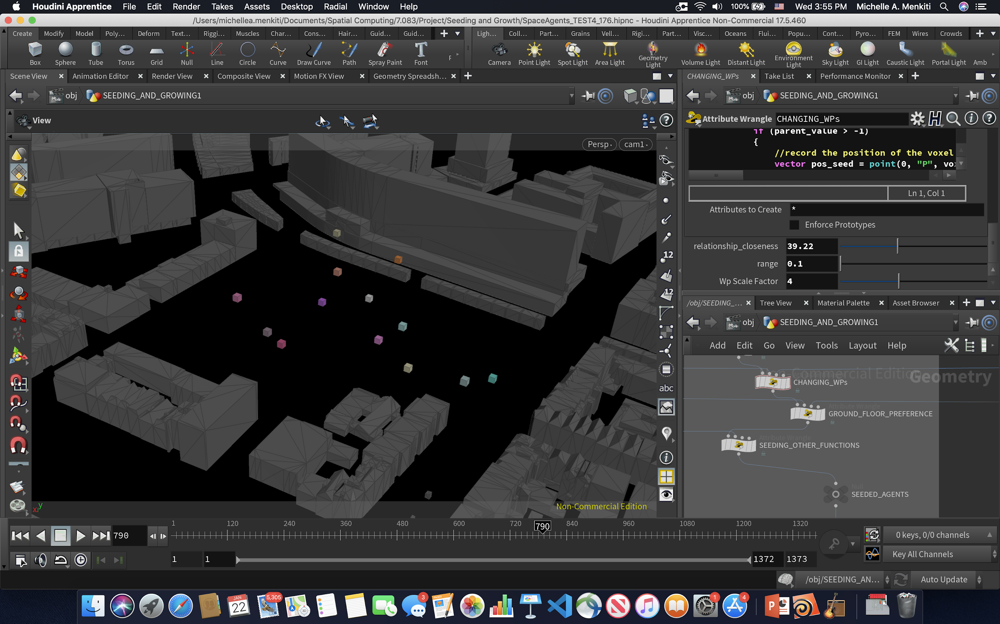 Houdini Apprentice File Edit Render Takes Assets Desktop Radial Window Help 100% Wed 3:55 PM Michelle A. Menkiti
/Users/michellea.menkiti/Documents/Spatial Computing/7.083/Project/Seeding and Growth/SpaceAgents_TEST4_176.hipnc - Houdini Apprentice Non-Commercial 17.5.460
Create Modify Model Poly... Deform Text... Riggi... Muscles Char... Cons... Hair... Guid... Guid...
Box Sphere Tube Torus Grid Null Line Circle Curve Draw Curve Path Spray Paint Font
Ligh... Coll... Part... Grains Vell... Rigi... Part... Visc... Oceans Flui... Popu... Cont... Pyro... FEM Wires Crowds
Camera Point Light Spot Light Area Light Geometry Light Volume Light Distant Light Environment Light Sky Light GI Light Caustic Light Portal Light Amb
Scene View Animation Editor Render View Composite View Motion FX View Geometry Spreadsh...
obj SEEDING_AND_GROWING1
View
Persp cam1
12
12
abc
y
x
Non-Commercial Edition
CHANGING_WPs Take List Performance Monitor
obj SEEDING_AND_GROWING1
Attribute Wrangle CHANGING_WPs
if (parent_value > -1)
{
//record the position of the voxel
vector pos_seed = point(0, "P", vo
Ln 1, Col 1
Attributes to Create *
Enforce Prototypes
relationship_closeness 39.22
range 0.1
Wp Scale Factor 4
/obj/SEEDING_... Tree View Material Palette Asset Browser
obj SEEDING_AND_GROWING1
Add Edit Go View Tools Layout Help
Non-Commercial Edition
Geometry
CHANGING_WPs
Attribute Wrangle
GROUND_FLOOR_PREFERENCE
Attribute Wrangle
SEEDING_OTHER_FUNCTIONS
Null
SEEDED_AGENTS
790
1 120 240 360 480 600 720 790 840 960 1080 1200 1320
0 keys, 0/0 channels
1 1 1372 1373
Key All Channels
/obj/SEEDING_AN... Auto Update
JAN
22
5,305
3D
3
PAGES
1
4
P